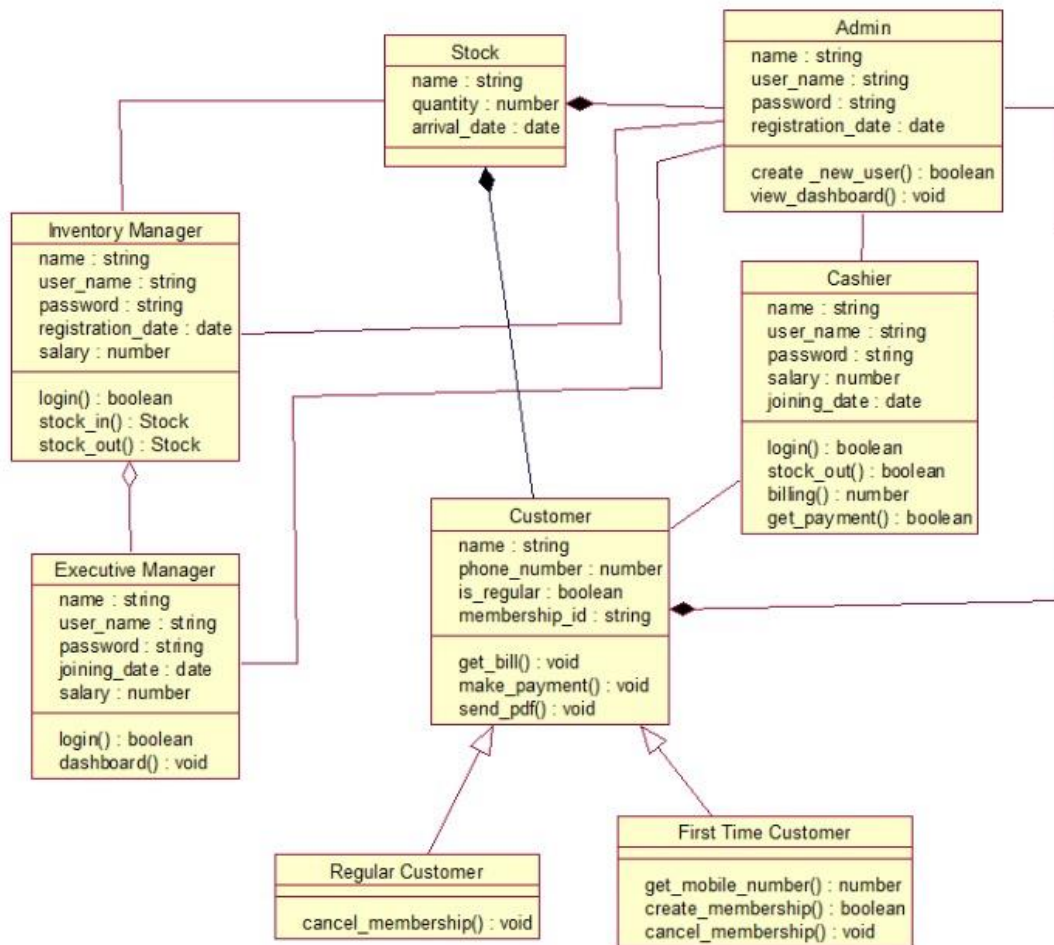 Admin
name : string
user_name : string
password : string
registration_date : date
create _new_user() : boolean
view_dashboard() : void
Stock
name : string
quantity : number
arrival_date : date
Inventory Manager
name : string
user_name : string
password : string
registration_date : date
salary : number
login() : boolean
stock_in() : Stock
stock_out() : Stock
Cashier
name : string
user_name : string
password : string
salary : number
joining_date : date
login() : boolean
stock_out() : boolean
billing() : number
get_payment() : boolean
Customer
name : string
phone_number : number
is_regular : boolean
membership_id : string
get_bill() : void
make_payment() : void
send_pdf() : void
Executive Manager
name : string
user_name : string
password : string
joining_date : date
salary : number
login() : boolean
dashboard() : void
Regular Customer
cancel_membership() : void
First Time Customer
get_mobile_number() : number
create_membership() : boolean
cancel_membership() : void